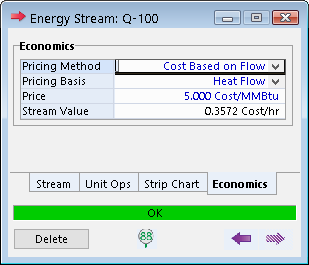 Energy Stream: Q-100
Economics
Pricing Method Cost Based on Flow
Pricing Basis Heat Flow
Price 5.000 Cost/MMBtu
Stream Value 0.3572 Cost/hr
Stream Unit Ops Strip Chart Economics
OK
Delete 88